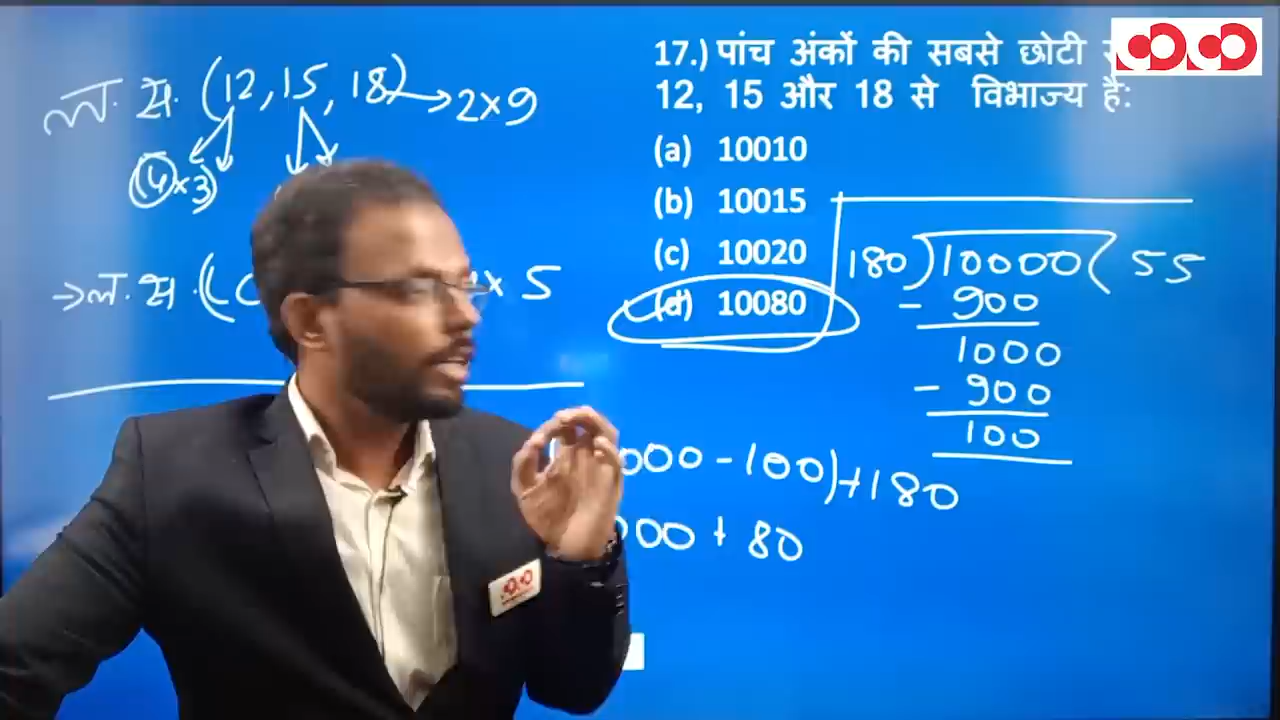 ल. स. (12, 15, 18) → 2×9
(4×3)
→ ल. स. (L × 5
17.) पांच अंकों की सबसे छोटी
12, 15 और 18 से विभाज्य है:
(a) 10010
(b) 10015
(c) 10020
(d) 10080
180)10000(55
- 900
1000
- 900
100
000 - 100) + 180
000 + 80